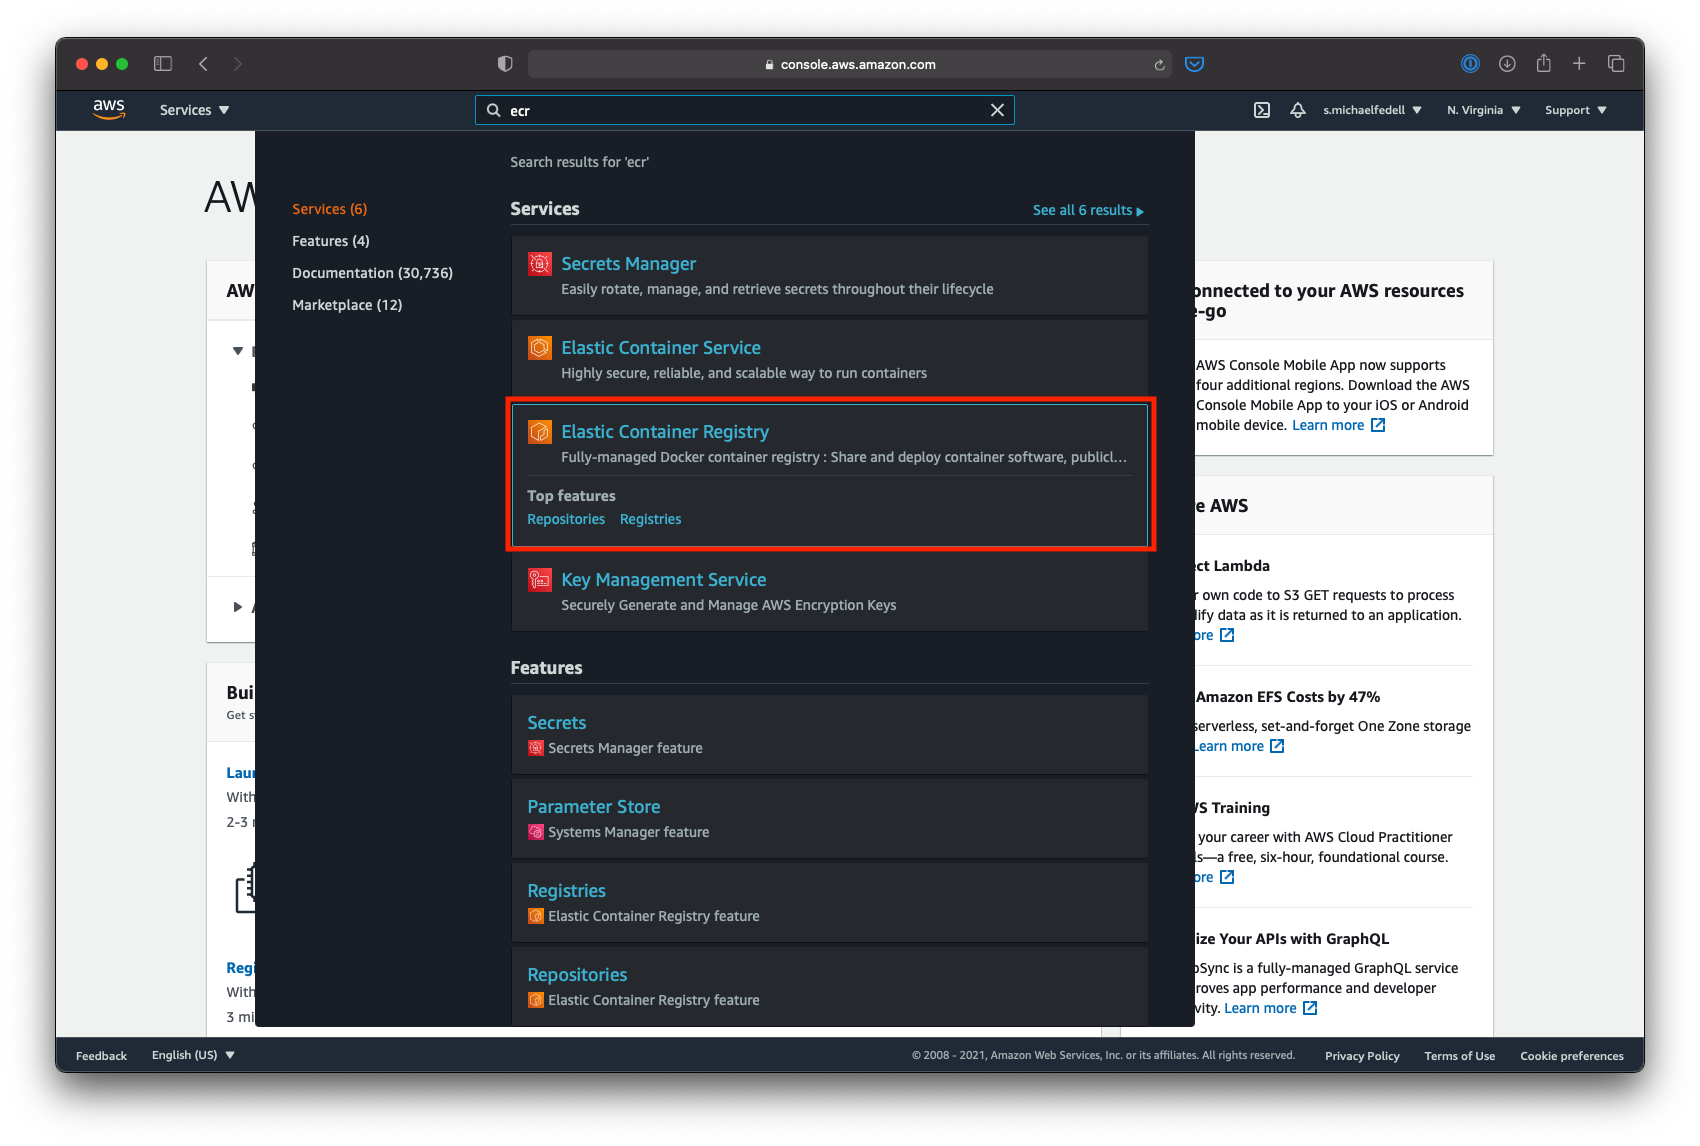 console.aws.amazon.com
aws
Services
ecr
s.michaelfedell
N. Virginia
Support
AW
Search results for 'ecr'
Services (6)
Features (4)
Documentation (30,736)
Marketplace (12)
Services
See all 6 results
Secrets Manager
Easily rotate, manage, and retrieve secrets throughout their lifecycle
Elastic Container Service
Highly secure, reliable, and scalable way to run containers
Elastic Container Registry
Fully-managed Docker container registry : Share and deploy container software, publicl...
Top features
Repositories Registries
Key Management Service
Securely Generate and Manage AWS Encryption Keys
Features
Secrets
Secrets Manager feature
Parameter Store
Systems Manager feature
Registries
Elastic Container Registry feature
Repositories
Elastic Container Registry feature
AW
Bui
Get s
Laun
With
2-3 
Regi
With
3 mi
onnected to your AWS resources
e-go
AWS Console Mobile App now supports
four additional regions. Download the AWS
Console Mobile App to your iOS or Android
mobile device. Learn more
e AWS
ct Lambda
r own code to S3 GET requests to process
lify data as it is returned to an application.
ore
Amazon EFS Costs by 47%
serverless, set-and-forget One Zone storage
Learn more
VS Training
your career with AWS Cloud Practitioner
ls—a free, six-hour, foundational course.
ore
ize Your APIs with GraphQL
pSync is a fully-managed GraphQL service
roves app performance and developer
vity. Learn more
Feedback
English (US)
© 2008 - 2021, Amazon Web Services, Inc. or its affiliates. All rights reserved.
Privacy Policy
Terms of Use
Cookie preferences